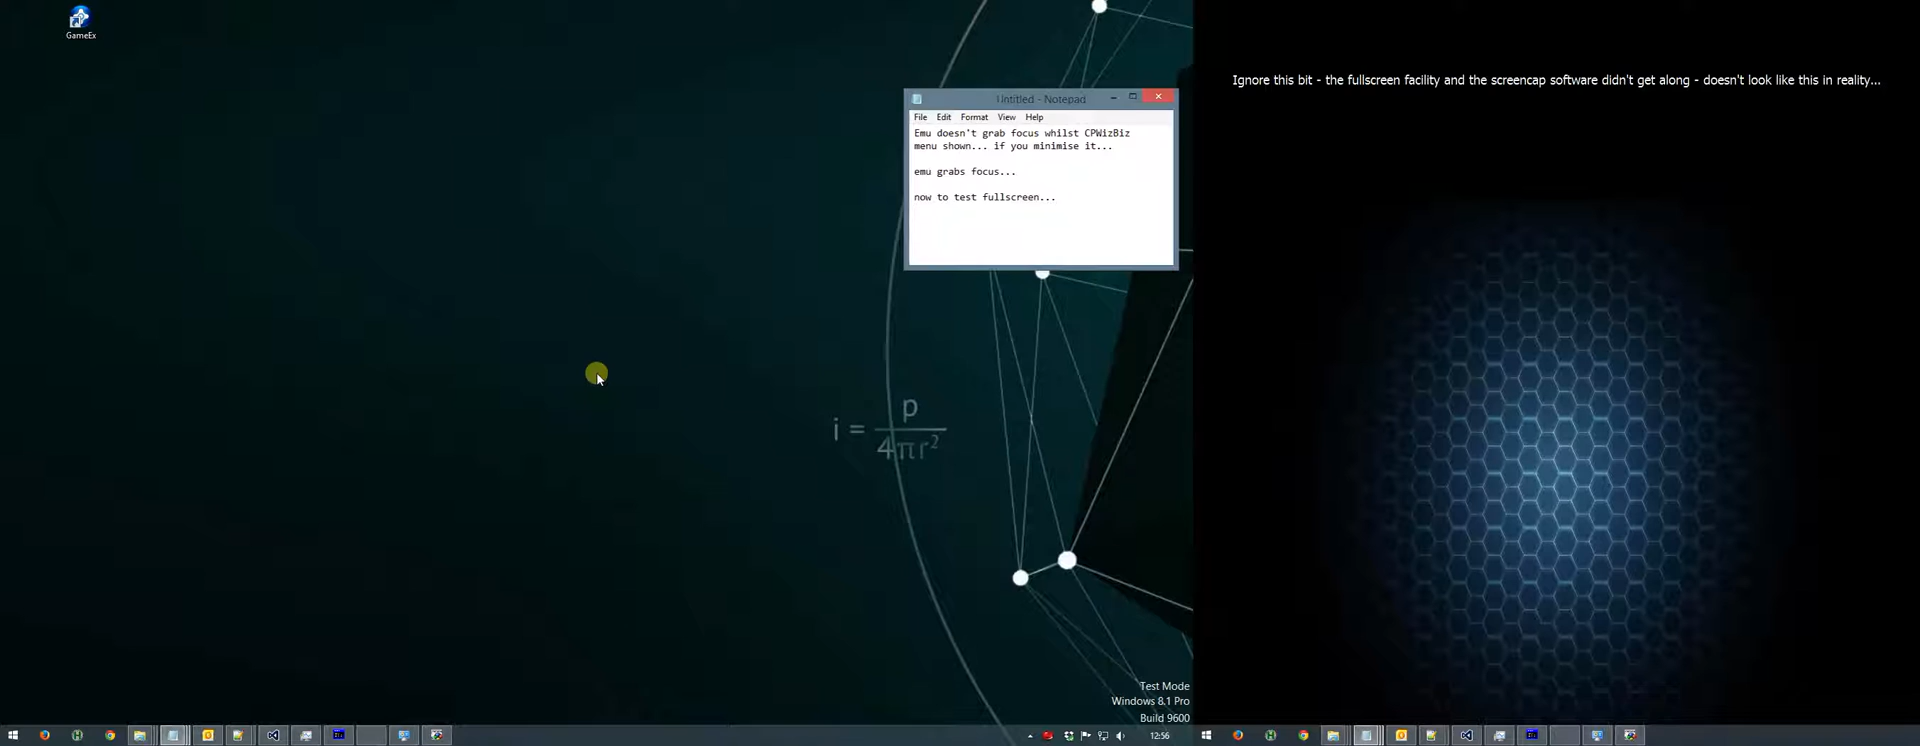 GameEx
Ignore this bit - the fullscreen facility and the screencap software didn't get along - doesn't look like this in reality...
Untitled - Notepad
File Edit Format View Help
Emu doesn't grab focus whilst CPWizBiz
menu shown... if you minimise it...
emu grabs focus...
now to test fullscreen...
i = p
4πr²
Test Mode
Windows 8.1 Pro
Build 9600
12:56